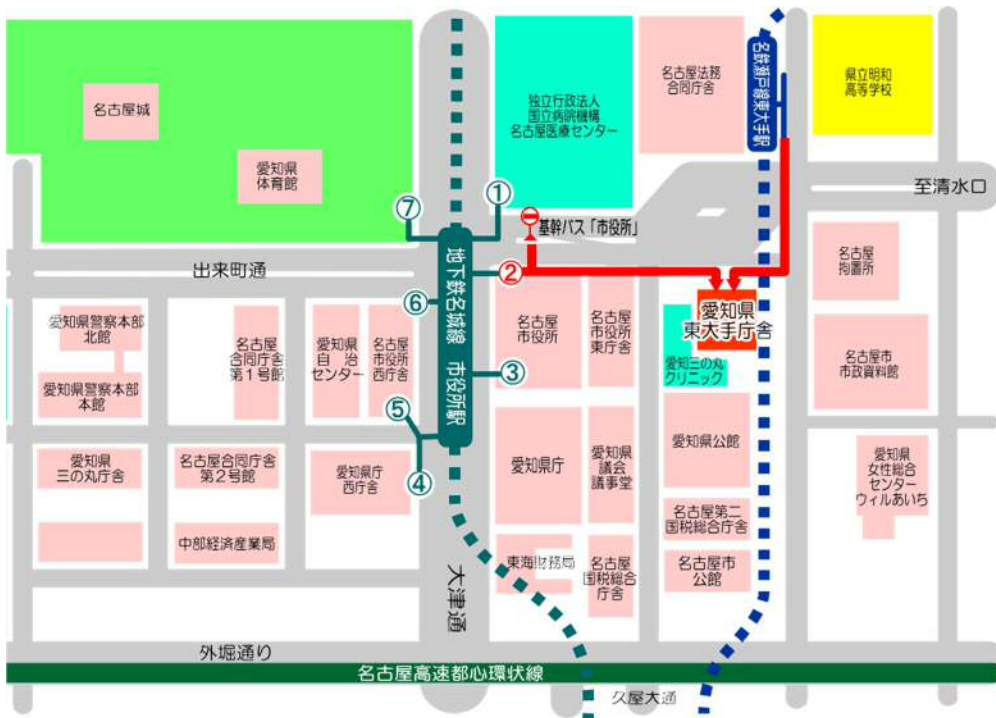 名古屋城
愛知県
体育館
独立行政法人
国立病院機構
名古屋医療センター
名古屋法務
合同庁舎
名鉄瀬戸線東大手駅
県立明和
高等学校
至清水口
⑦
①
基幹バス「市役所」
出来町通
地下鉄名城線 市役所駅
②
⑥
③
⑤
④
名古屋
拘置所
愛知県
東大手庁舎
愛知県警察本部
北館
愛知県警察本部
本館
名古屋
合同庁舎
第1号館
愛知県
自治
センター
名古屋
市役所
西庁舎
名古屋
市役所
名古屋
市役所
東庁舎
愛知三の丸
クリニック
名古屋市
市政資料館
愛知県
三の丸庁舎
名古屋合同庁舎
第2号館
愛知県庁
西庁舎
愛知県庁
愛知県
議会
議事堂
愛知県公館
愛知県
女性総合
センター
ウィルあいち
中部経済産業局
名古屋第二
国税総合庁舎
東海財務局
名古屋
国税総合
庁舎
名古屋市
公館
大津通
外堀通り
名古屋高速都心環状線
久屋大通